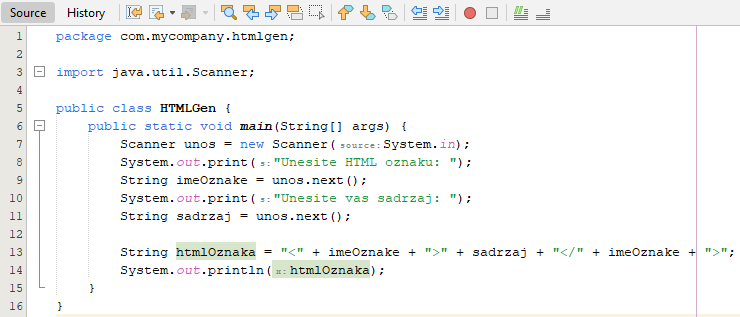 Source History
1 package com.mycompany.htmlgen;
2
3 import java.util.Scanner;
4
5 public class HTMLGen {
6 public static void main(String[] args) {
7 Scanner unos = new Scanner(source:System.in);
8 System.out.print(s:"Unesite HTML oznaku: ");
9 String imeOznake = unos.next();
10 System.out.print(s:"Unesite vas sadrzaj: ");
11 String sadrzaj = unos.next();
12
13 String htmlOznaka = "<" + imeOznake + ">" + sadrzaj + "</" + imeOznake + ">";
14 System.out.println(x:htmlOznaka);
15 }
16 }